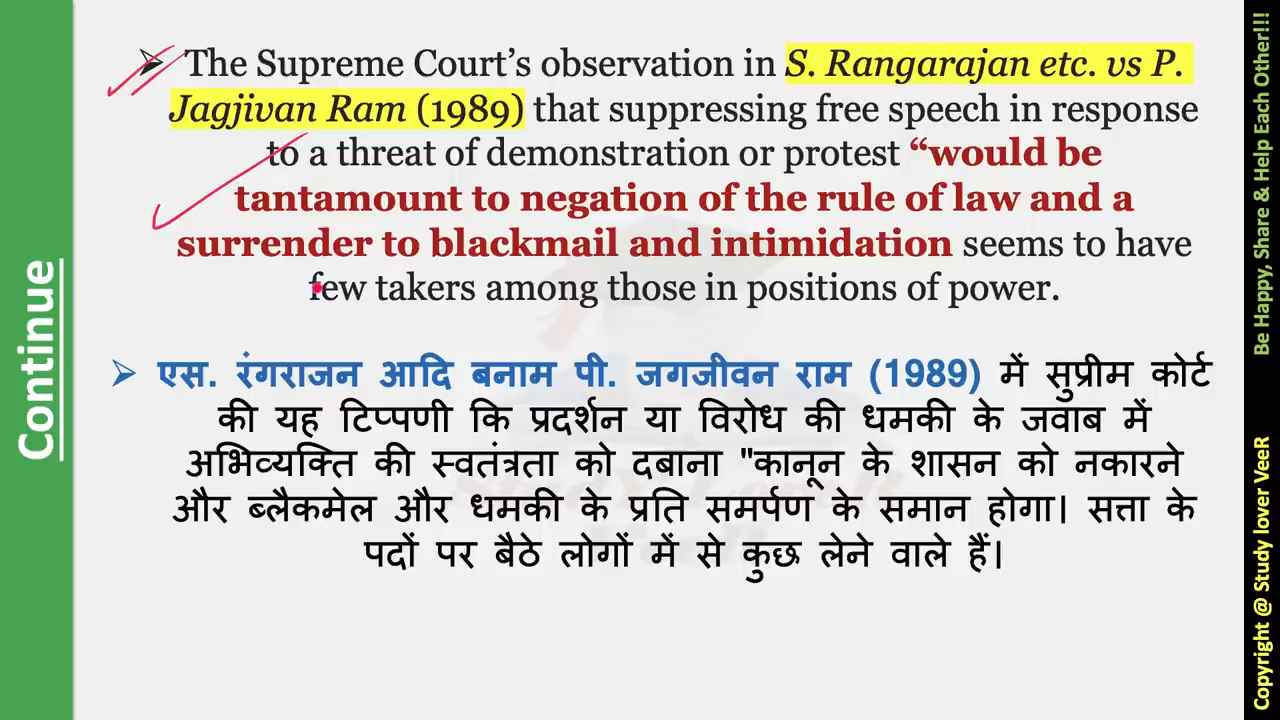 Continue
➢ The Supreme Court’s observation in S. Rangarajan etc. vs P.
Jagjivan Ram (1989) that suppressing free speech in response
to a threat of demonstration or protest “would be
tantamount to negation of the rule of law and a
surrender to blackmail and intimidation seems to have
few takers among those in positions of power.
➢ एस. रंगराजन आदि बनाम पी. जगजीवन राम (1989) में सुप्रीम कोर्ट
की यह टिप्पणी कि प्रदर्शन या विरोध की धमकी के जवाब में
अभिव्यक्ति की स्वतंत्रता को दबाना "कानून के शासन को नकारने
और ब्लैकमेल और धमकी के प्रति समर्पण के समान होगा। सत्ता के
पदों पर बैठे लोगों में से कुछ लेने वाले हैं।
Be Happy, Share & Help Each Other!!!
Copyright @ Study lover VeeR